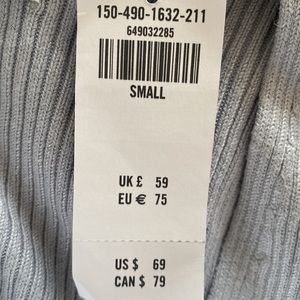 150-490-1632-211
649032285
SMALL
UK £ 59
EU € 75
US $ 69
CAN $ 79